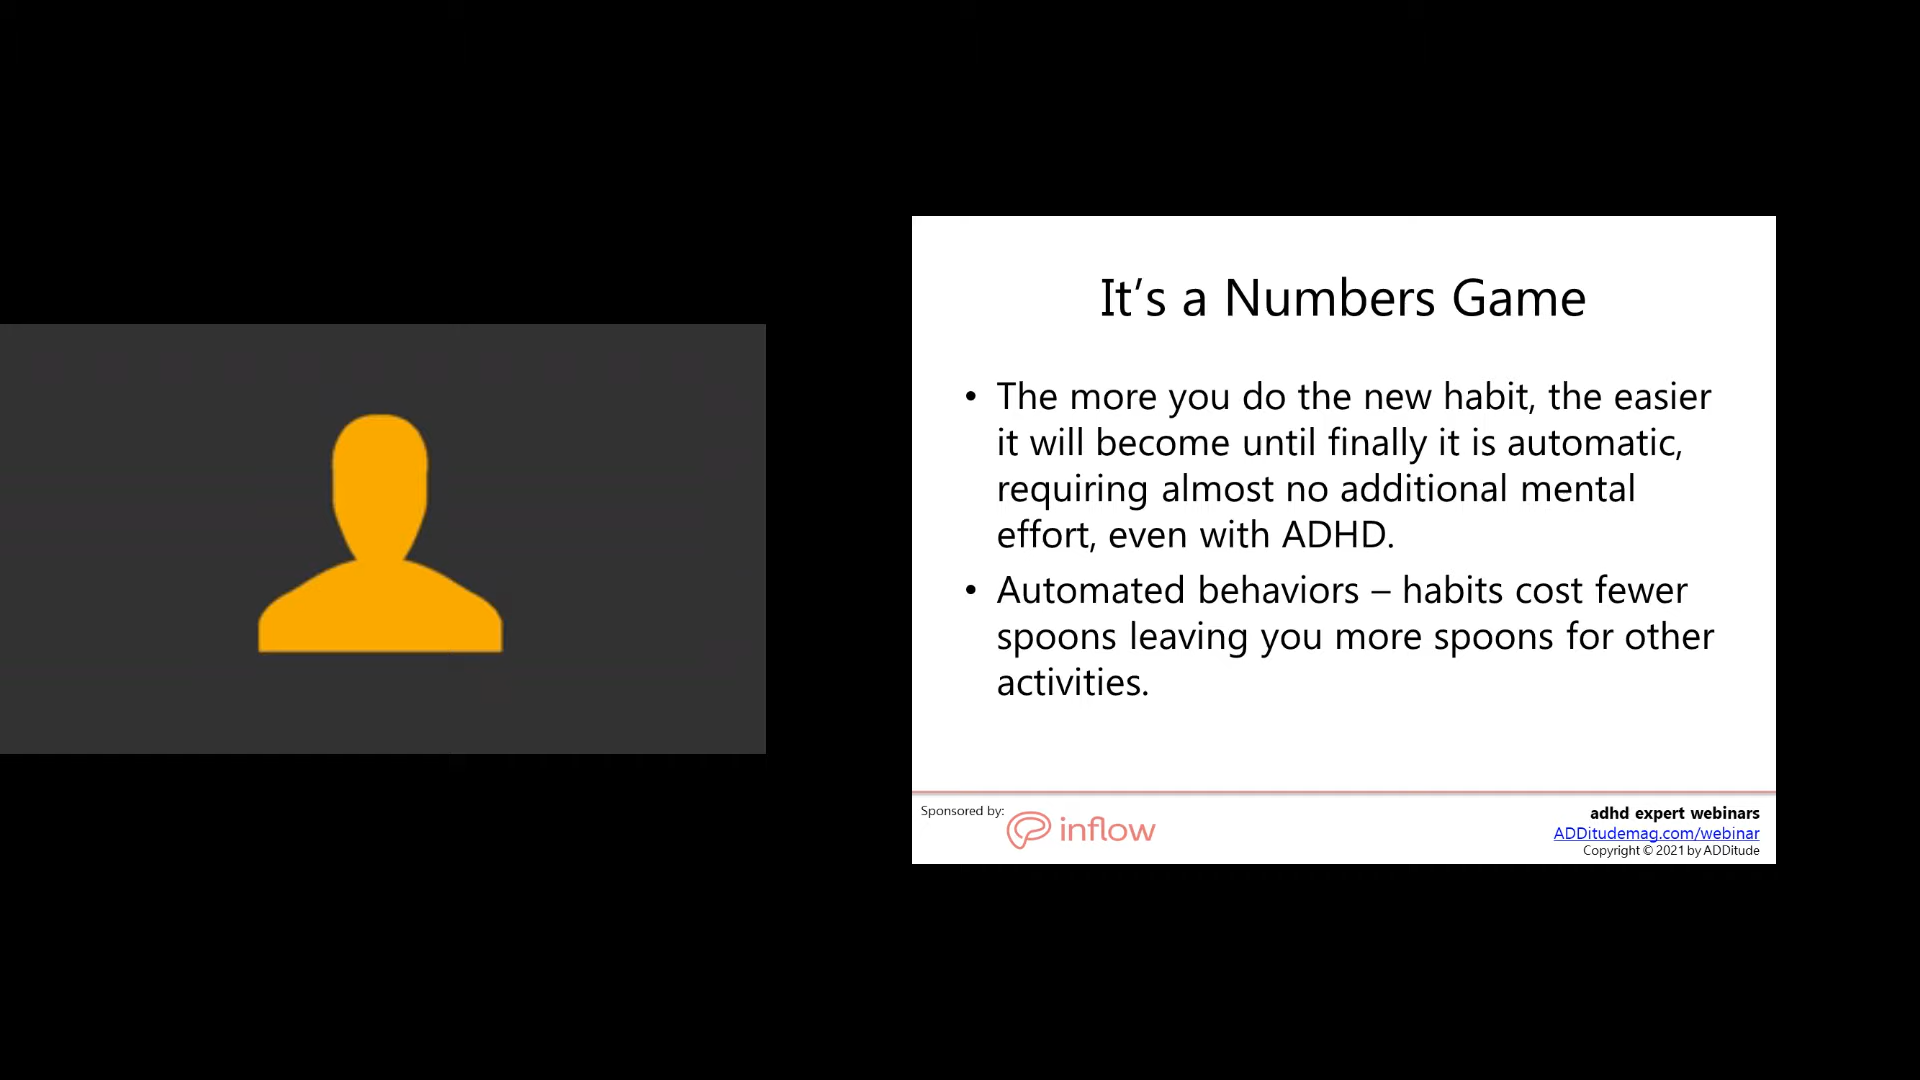 It’s a Numbers Game
• The more you do the new habit, the easier
it will become until finally it is automatic,
requiring almost no additional mental
effort, even with ADHD.
• Automated behaviors – habits cost fewer
spoons leaving you more spoons for other
activities.
Sponsored by:
inflow
adhd expert webinars
ADDitudemag.com/webinar
Copyright © 2021 by ADDitude